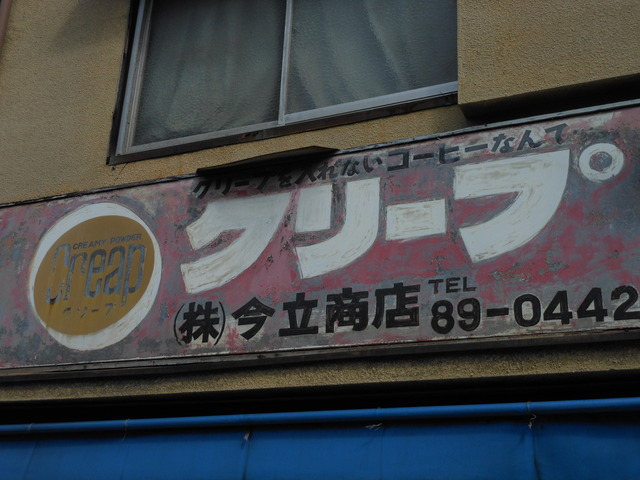 クリープを入れないコーヒーなんて…
クリープ
CREAMY POWDER
Creap
クリープ
(株)今立商店
TEL
89-0442